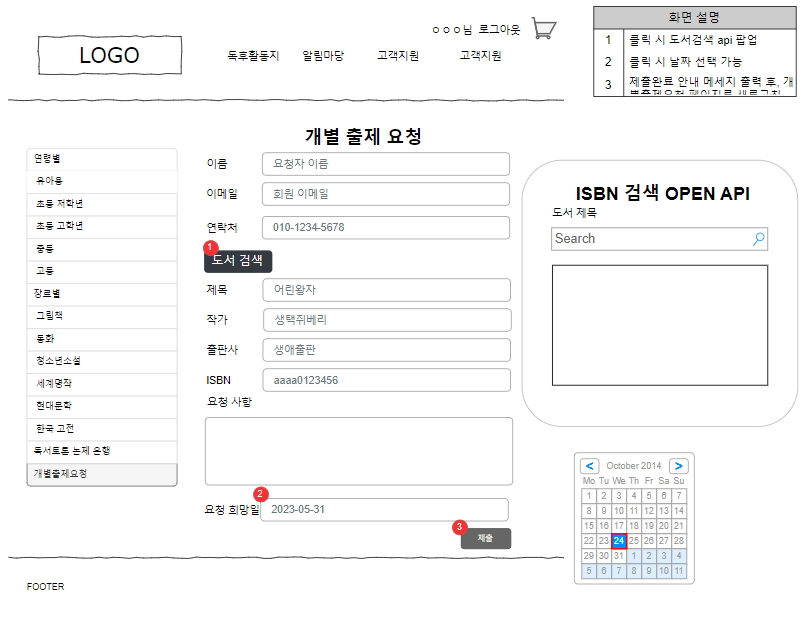 ㅇㅇㅇ님 로그아웃
LOGO
독후활동지 알림마당 고객지원 고객지원
화면 설명
1 클릭 시 도서검색 api 팝업
2 클릭 시 날짜 선택 가능
3 제출완료 안내 메세지 출력 후, 개
별출제요청 페이지를 새로고침
개별 출제 요청
연령별
유아용
초등 저학년
초등 고학년
중등
고등
장르별
그림책
동화
청소년소설
세계명작
현대문학
한국 고전
독서토론 논제 은행
개별출제요청
이름 요청자 이름
이메일 회원 이메일
연락처 010-1234-5678
1
도서 검색
제목 어린왕자
작가 생택쥐베리
출판사 생애출판
ISBN aaaa0123456
요청 사항
2
요청 희망일 2023-05-31
3
제출
ISBN 검색 OPEN API
도서 제목
Search
< October 2014 >
Mo Tu We Th Fr Sa Su
1 2 3 4 5 6 7
8 9 10 11 12 13 14
15 16 17 18 19 20 21
22 23 24 25 26 27 28
29 30 31 1 2 3 4
5 6 7 8 9 10 11
FOOTER